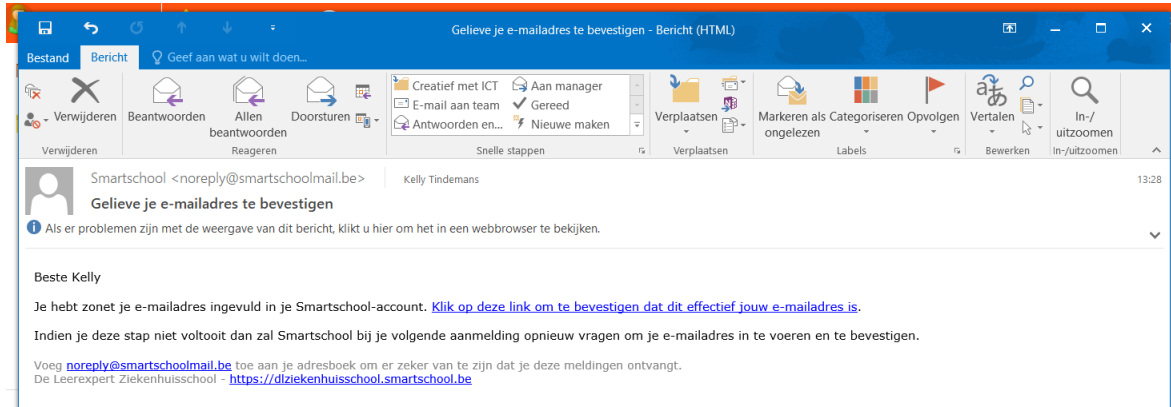 Gelieve je e-mailadres te bevestigen - Bericht (HTML)
Bestand Bericht Geef aan wat u wilt doen...
Creatief met ICT Aan manager
E-mail aan team Gereed
Antwoorden en... Nieuwe maken
Verwijderen Beantwoorden Allen beantwoorden Doorsturen Verplaatsen Markeren als ongelezen Categoriseren Opvolgen Vertalen In-/ uitzoomen
Verwijderen Reageren Snelle stappen Verplaatsen Labels Bewerken In-/uitzoomen
Smartschool <noreply@smartschoolmail.be> Kelly Tindemans 13:28
Gelieve je e-mailadres te bevestigen
Als er problemen zijn met de weergave van dit bericht, klikt u hier om het in een webbrowser te bekijken.
Beste Kelly
Je hebt zonet je e-mailadres ingevuld in je Smartschool-account. Klik op deze link om te bevestigen dat dit effectief jouw e-mailadres is.
Indien je deze stap niet voltooit dan zal Smartschool bij je volgende aanmelding opnieuw vragen om je e-mailadres in te voeren en te bevestigen.
Voeg noreply@smartschoolmail.be toe aan je adresboek om er zeker van te zijn dat je deze meldingen ontvangt.
De Leerexpert Ziekenhuisschool - https://dlziekenhuisschool.smartschool.be